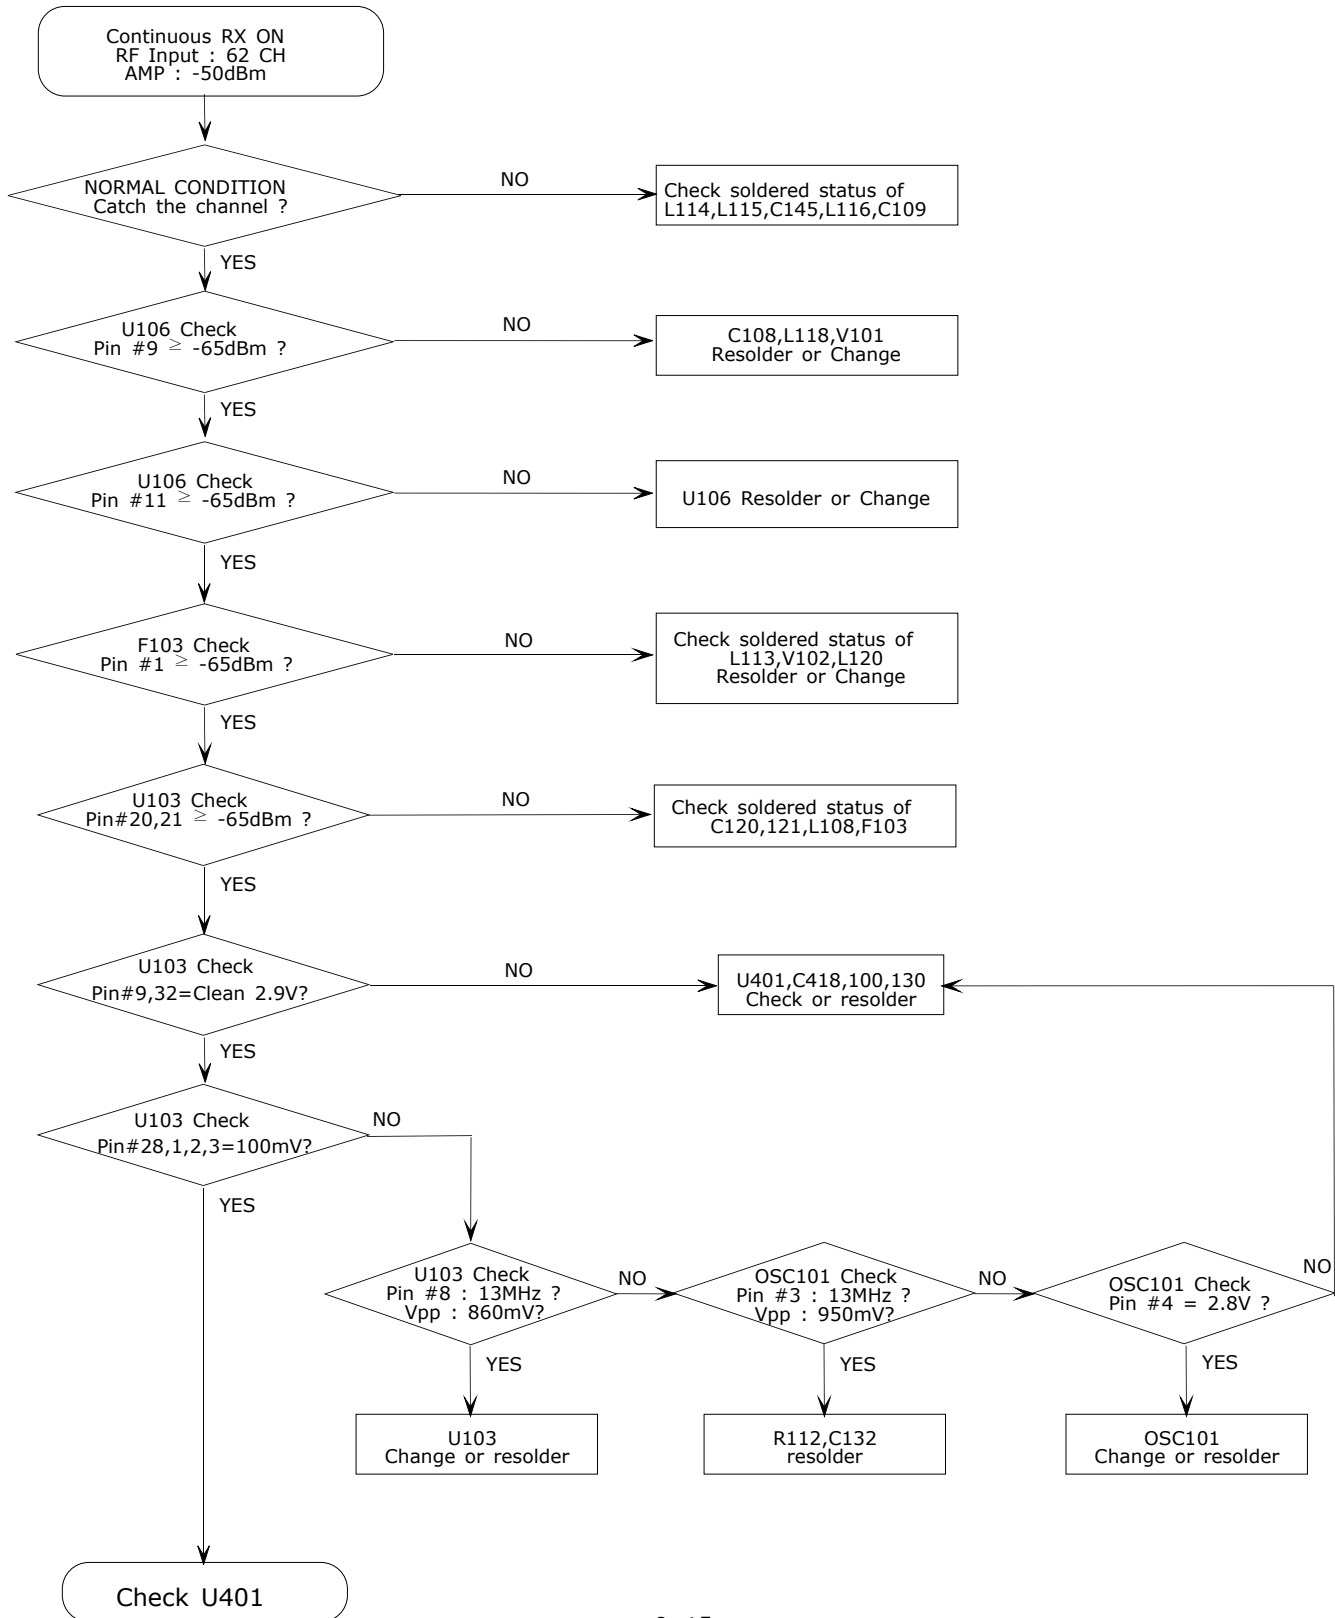 Continuous RX ON
RF Input : 62 CH
AMP : -50dBm
NORMAL CONDITION
Catch the channel ?
NO
Check soldered status of
L114,L115,C145,L116,C109
YES
U106 Check
Pin #9 ≥ -65dBm ?
NO
C108,L118,V101
Resolder or Change
YES
U106 Check
Pin #11 ≥ -65dBm ?
NO
U106 Resolder or Change
YES
F103 Check
Pin #1 ≥ -65dBm ?
NO
Check soldered status of
L113,V102,L120
Resolder or Change
YES
U103 Check
Pin#20,21 ≥ -65dBm ?
NO
Check soldered status of
C120,121,L108,F103
YES
U103 Check
Pin#9,32=Clean 2.9V?
NO
U401,C418,100,130
Check or resolder
YES
U103 Check
Pin#28,1,2,3=100mV?
NO
YES
U103 Check
Pin #8 : 13MHz ?
Vpp : 860mV?
NO
OSC101 Check
Pin #3 : 13MHz ?
Vpp : 950mV?
NO
OSC101 Check
Pin #4 = 2.8V ?
NO
YES
YES
YES
U103
Change or resolder
R112,C132
resolder
OSC101
Change or resolder
Check U401